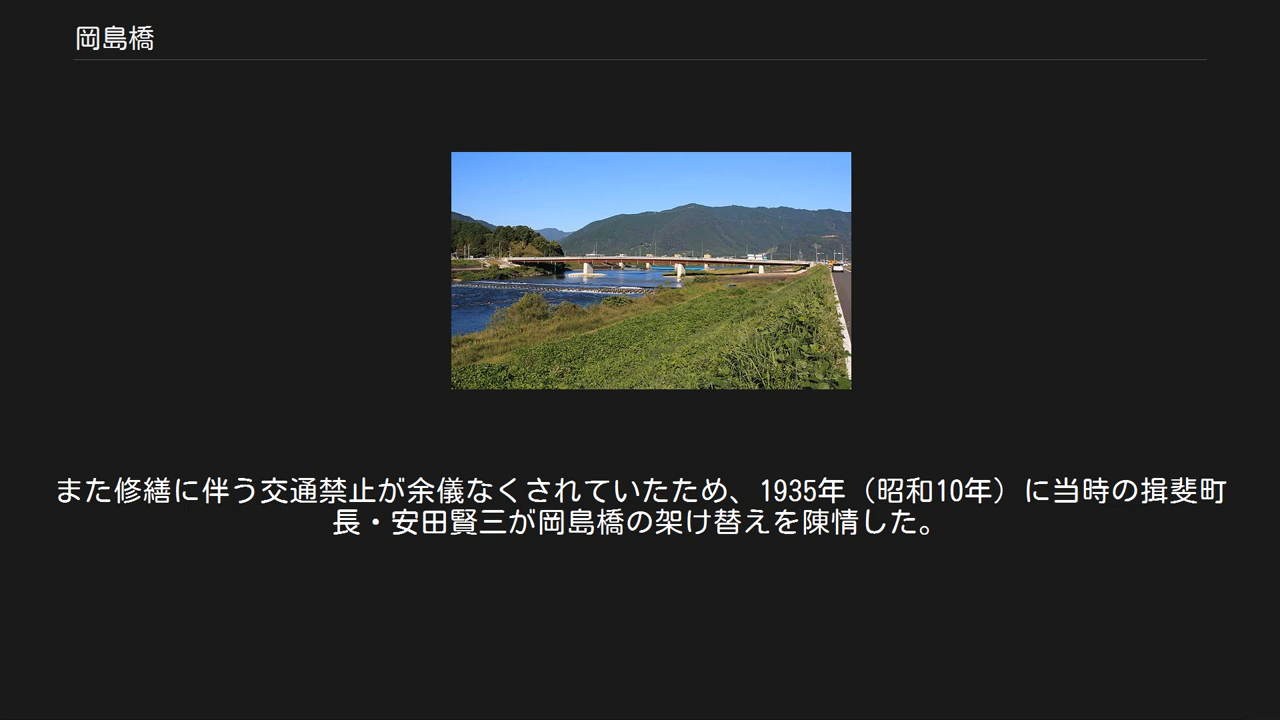 岡島橋
また修繕に伴う交通禁止が余儀なくされていたため、1935年（昭和10年）に当時の揖斐町
長・安田賢三が岡島橋の架け替えを陳情した。